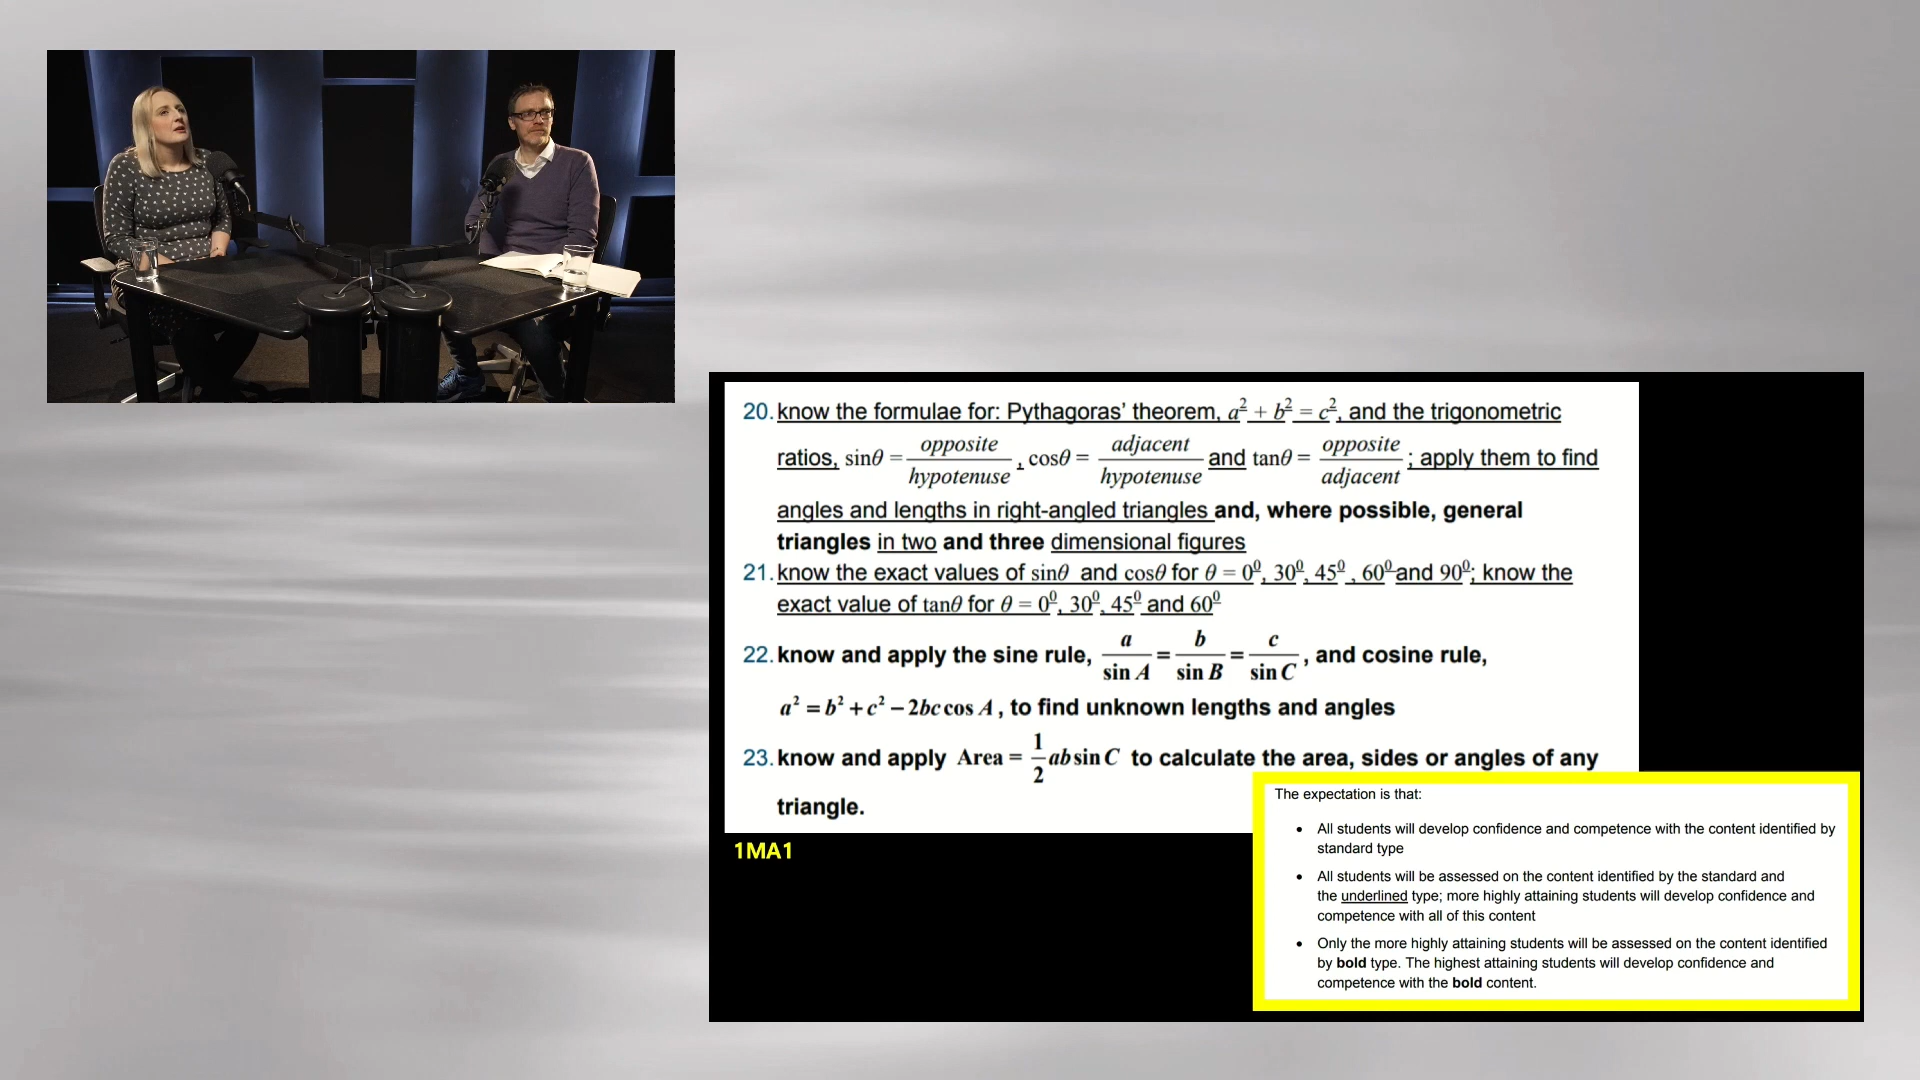 20. know the formulae for: Pythagoras’ theorem, a² + b² = c², and the trigonometric
ratios, sinθ = opposite/hypotenuse, cosθ = adjacent/hypotenuse and tanθ = opposite/adjacent; apply them to find
angles and lengths in right-angled triangles and, where possible, general
triangles in two and three dimensional figures
21. know the exact values of sinθ and cosθ for θ = 0⁰, 30⁰, 45⁰, 60⁰ and 90⁰; know the
exact value of tanθ for θ = 0⁰, 30⁰, 45⁰ and 60⁰
22. know and apply the sine rule, a/sin A = b/sin B = c/sin C, and cosine rule,
a² = b² + c² – 2bc cos A, to find unknown lengths and angles
23. know and apply Area = 1/2 ab sin C to calculate the area, sides or angles of any
triangle.
1MA1
The expectation is that:
• All students will develop confidence and competence with the content identified by
standard type
• All students will be assessed on the content identified by the standard and
the underlined type; more highly attaining students will develop confidence and
competence with all of this content
• Only the more highly attaining students will be assessed on the content identified
by bold type. The highest attaining students will develop confidence and
competence with the bold content.